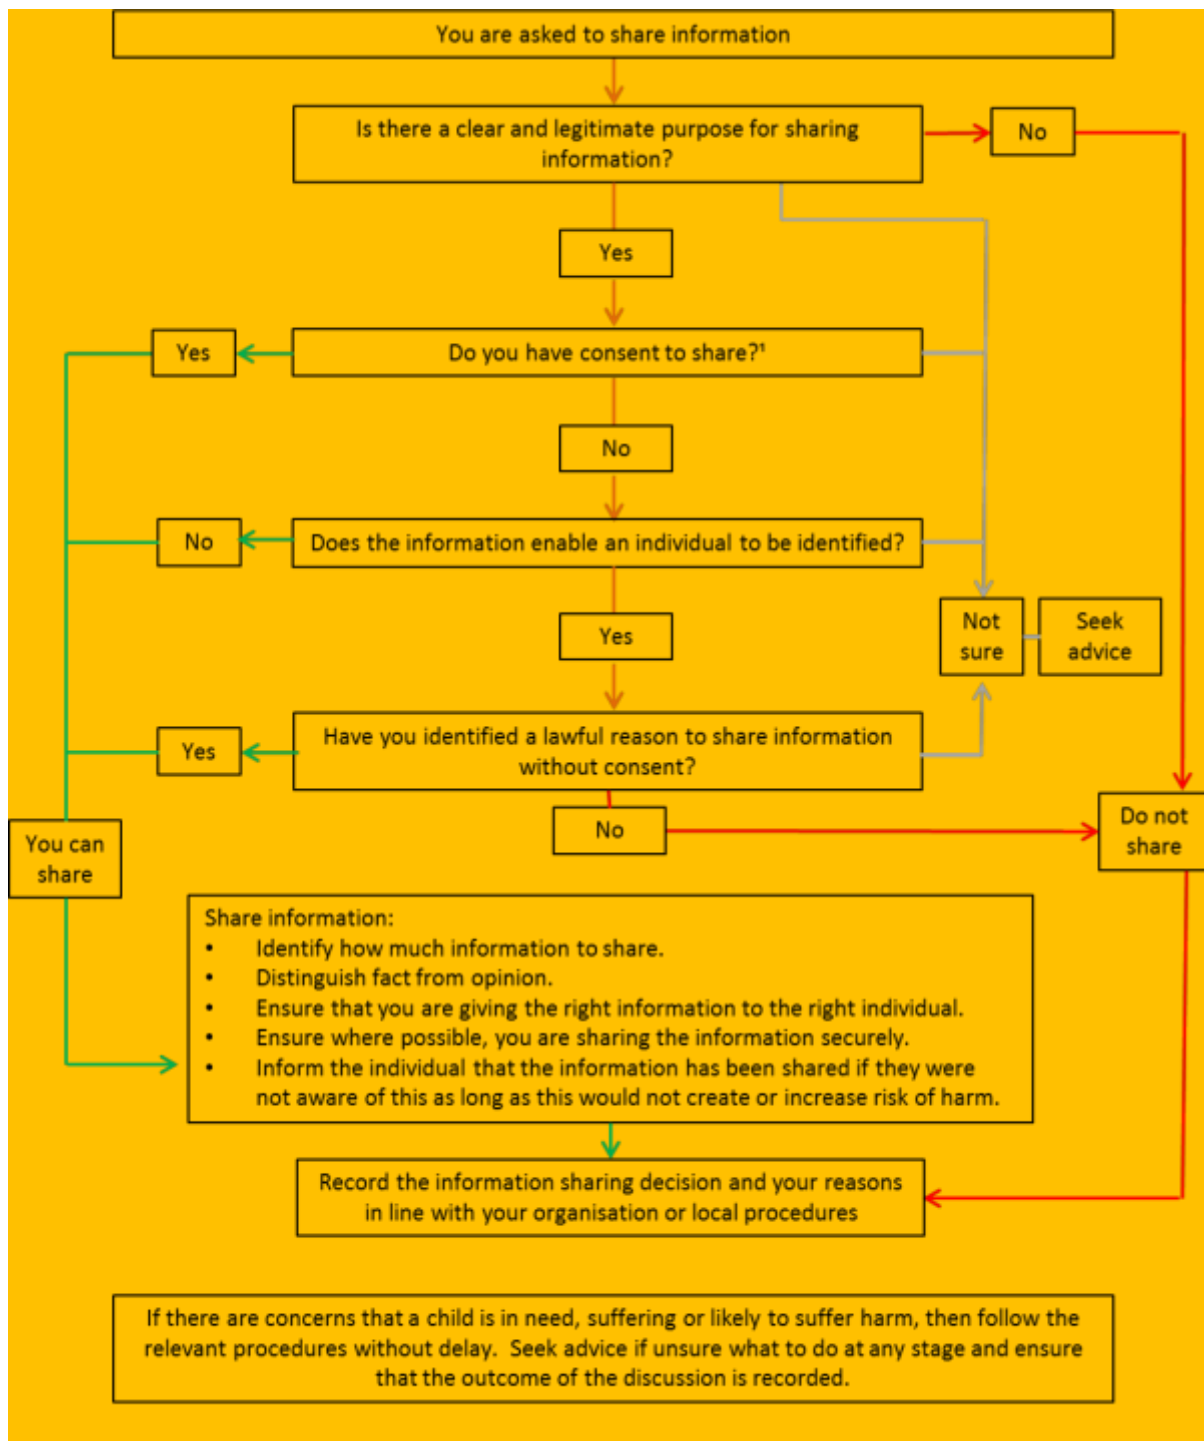 You are asked to share information
Is there a clear and legitimate purpose for sharing
information?
No
Yes
Yes
Do you have consent to share?¹
No
No
Does the information enable an individual to be identified?
Yes
Not
sure
Seek
advice
Yes
Have you identified a lawful reason to share information
without consent?
No
Do not
share
You can
share
Share information:
• Identify how much information to share.
• Distinguish fact from opinion.
• Ensure that you are giving the right information to the right individual.
• Ensure where possible, you are sharing the information securely.
• Inform the individual that the information has been shared if they were
not aware of this as long as this would not create or increase risk of harm.
Record the information sharing decision and your reasons
in line with your organisation or local procedures
If there are concerns that a child is in need, suffering or likely to suffer harm, then follow the
relevant procedures without delay. Seek advice if unsure what to do at any stage and ensure
that the outcome of the discussion is recorded.